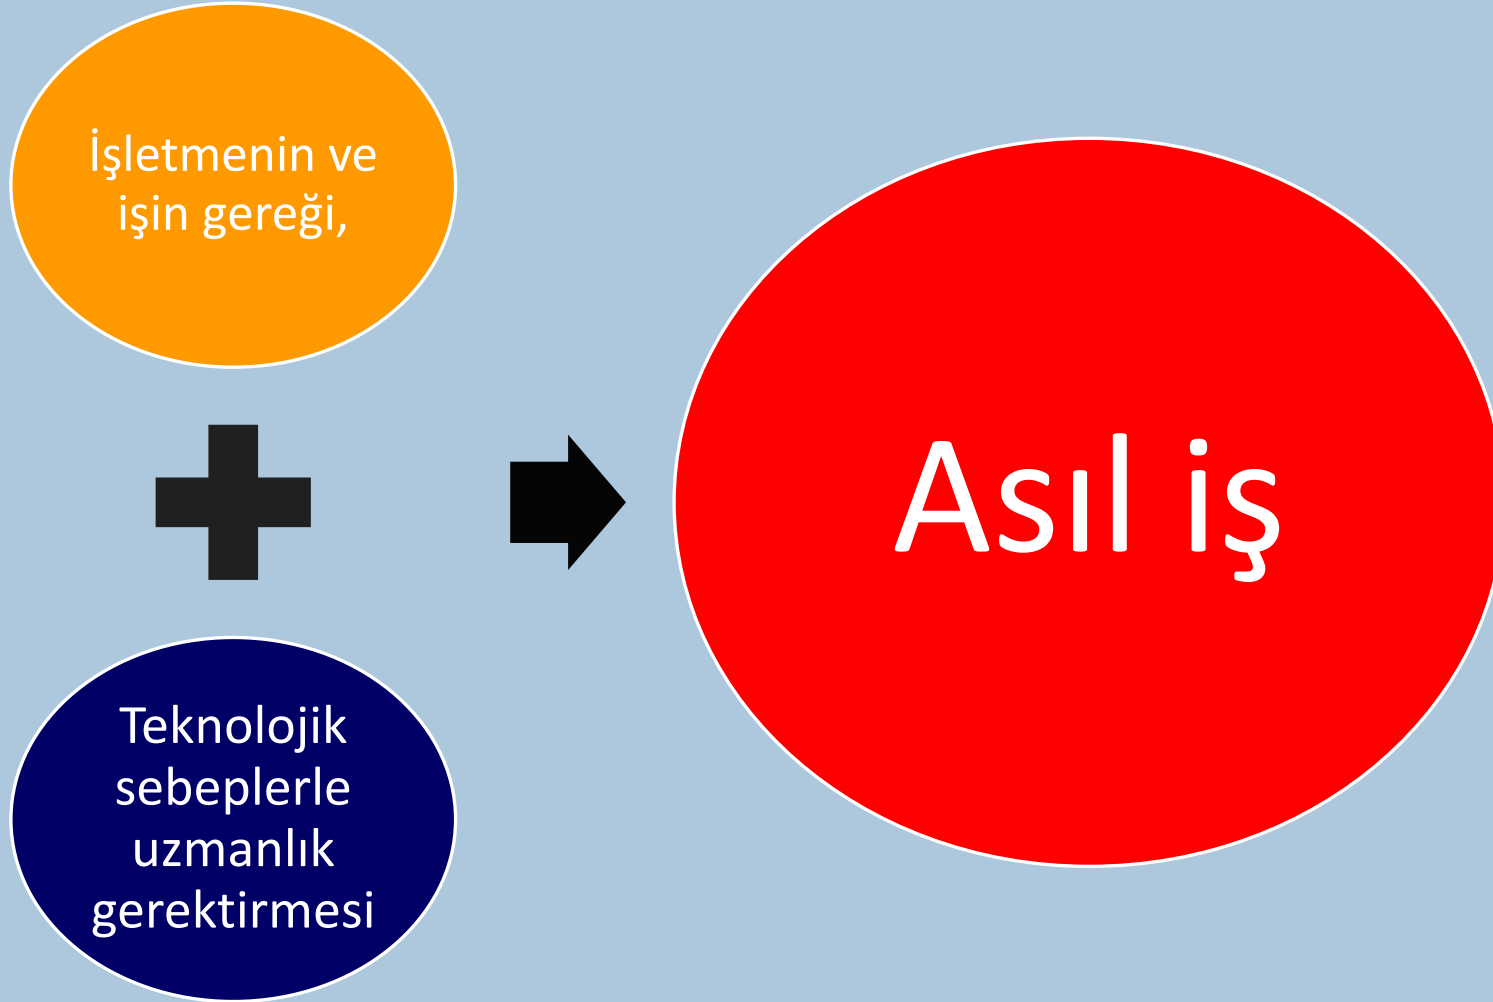 İşletmenin ve
işin gereği,
Teknolojik
sebeplerle
uzmanlık
gerektirmesi
Asıl iş